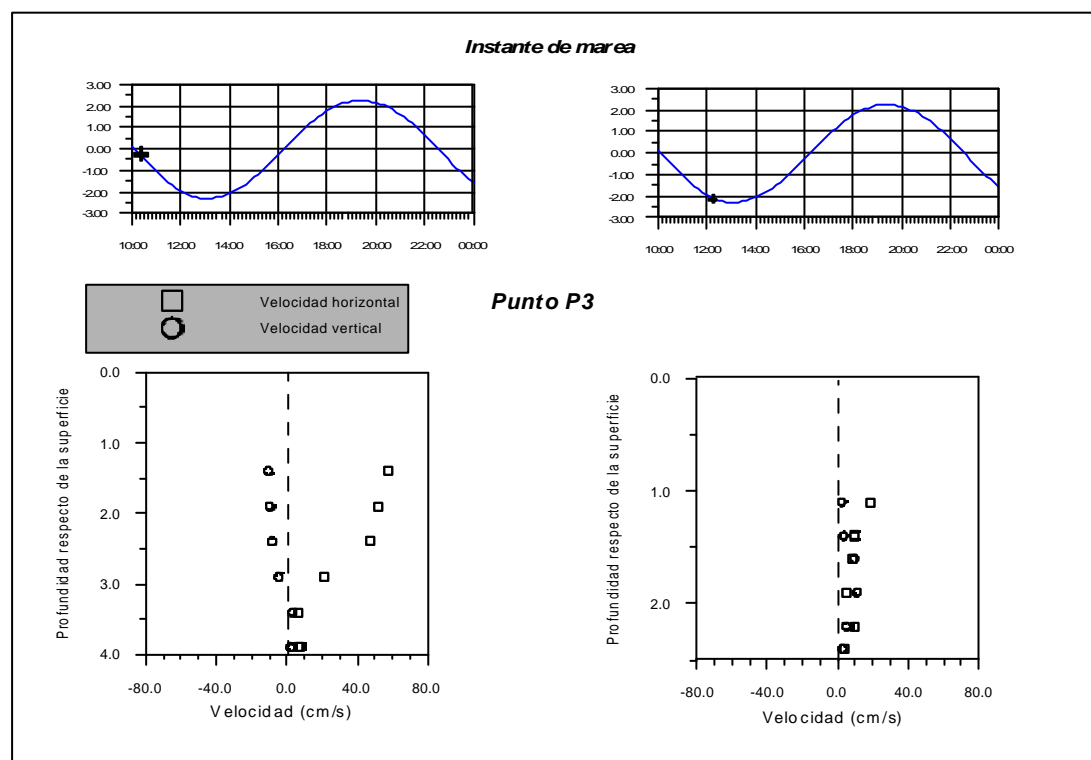 Instante de marea
3.00
2.00
1.00
0.00
-1.00
-2.00
-3.00
10:00 12:00 14:00 16:00 18:00 20:00 22:00 00:00
3.00
2.00
1.00
0.00
-1.00
-2.00
-3.00
10:00 12:00 14:00 16:00 18:00 20:00 22:00 00:00
Velocidad horizontal
Velocidad vertical
Punto P3
Profundidad respecto de la superficie
0.0
1.0
2.0
3.0
4.0
-80.0 -40.0 0.0 40.0 80.0
Velocidad (cm/s)
Profundidad respecto de la superficie
0.0
1.0
2.0
-80.0 -40.0 0.0 40.0 80.0
Velocidad (cm/s)